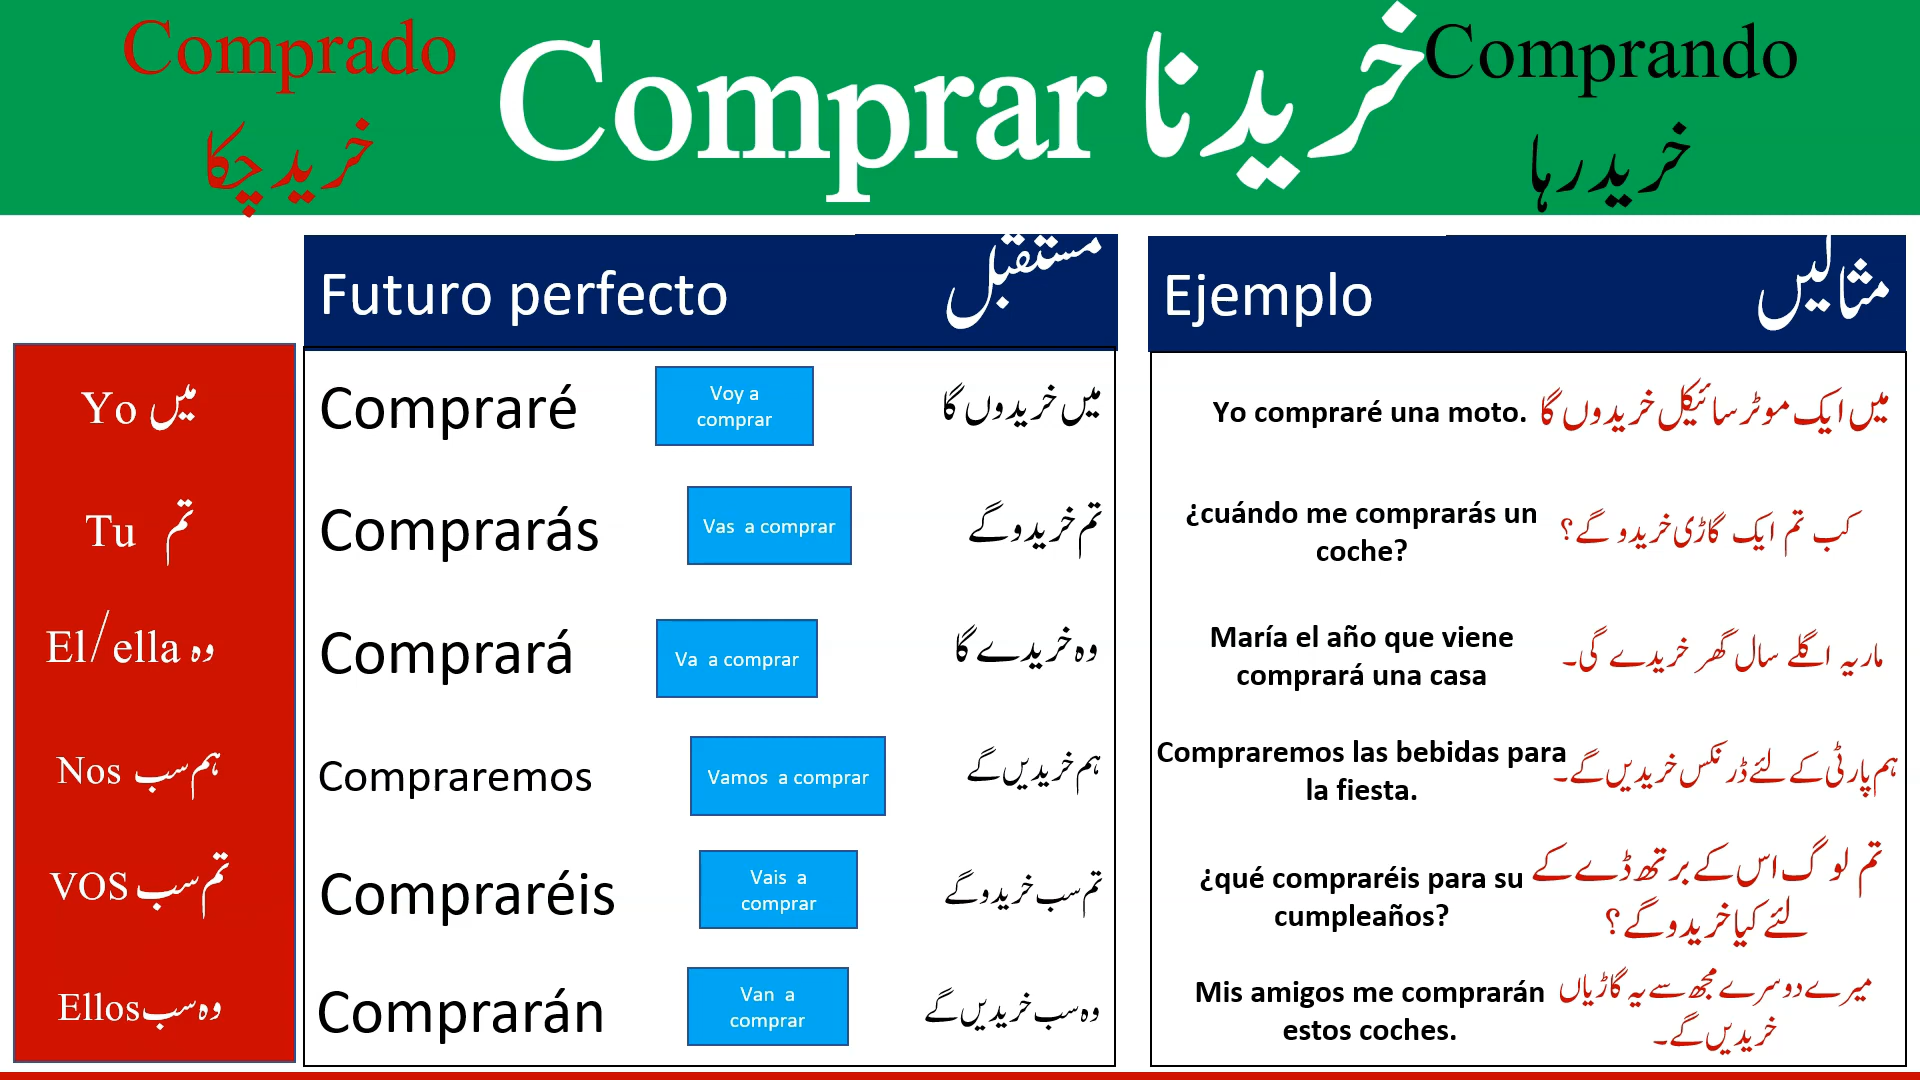 Comprado
خرید چکا
Comprar خریدنا
Comprando
خرید رہا
Futuro perfecto مستقبل
Ejemplo مثالیں
Yo میں
Compraré
Voy a
comprar
میں خریدوں گا
Yo compraré una moto. میں ایک موٹر سائیکل خریدوں گا
Tu تم
Comprarás
Vas a comprar
تم خریدو گے
¿cuándo me comprarás un
coche?
کب تم ایک گاڑی خریدو گے؟
El/ella وہ
Comprará
Va a comprar
وہ خریدے گا
María el año que viene
comprará una casa
ماریہ اگلے سال گھر خریدے گی۔
Nos ہم سب
Compraremos
Vamos a comprar
ہم خریدیں گے
Compraremos las bebidas para
la fiesta.
ہم پارٹی کے لئے ڈرنکس خریدیں گے۔
VOS تم سب
Compraréis
Vais a
comprar
تم سب خریدو گے
¿qué compraréis para su
cumpleaños?
تم لوگ اس کے برتھ ڈے کے
لئے کیا خریدو گے؟
Ellos وہ سب
Comprarán
Van a
comprar
وہ سب خریدیں گے
Mis amigos me comprarán
estos coches.
میرے دوسرے مجھ سے یہ گاڑیاں
خریدیں گے۔